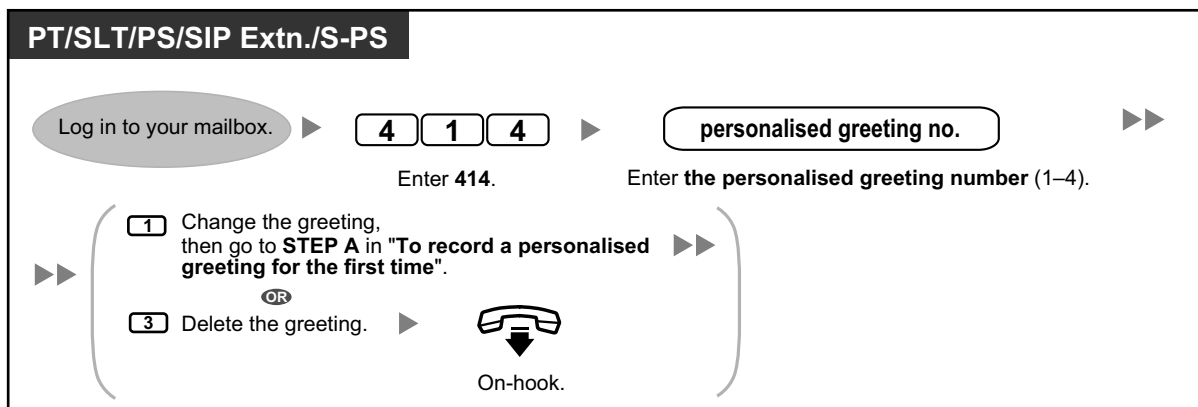 PT/SLT/PS/SIP Extn./S-PS
Log in to your mailbox.
4 1 4
personalised greeting no.
Enter 414.
Enter the personalised greeting number (1–4).
1 Change the greeting,
then go to STEP A in "To record a personalised
greeting for the first time".
OR
3 Delete the greeting.
On-hook.